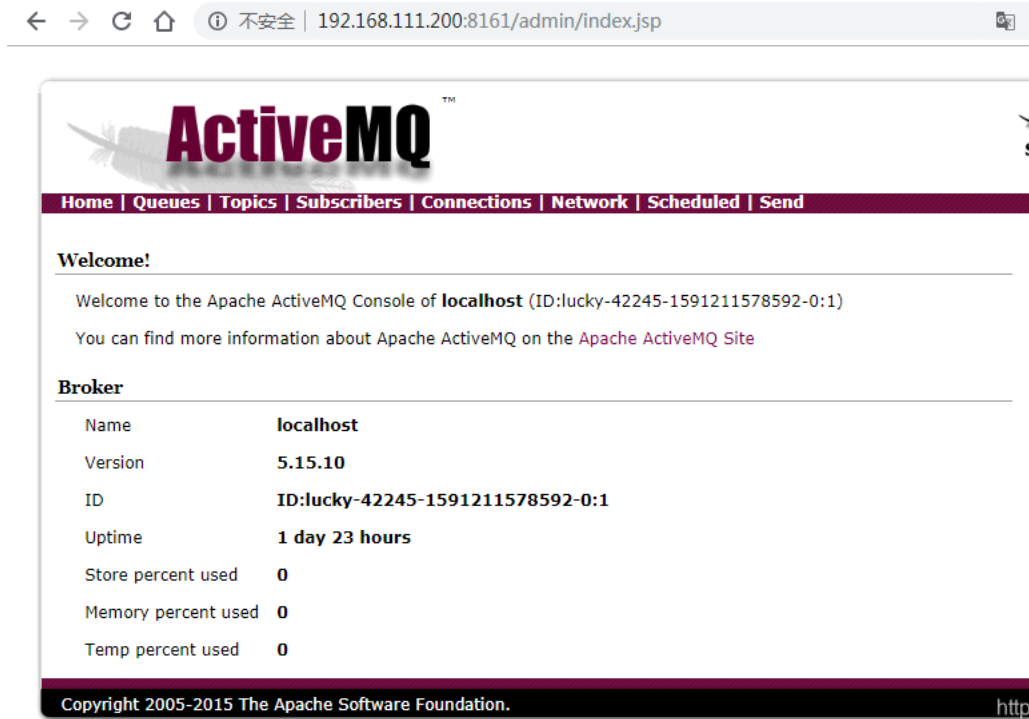 不安全 | 192.168.111.200:8161/admin/index.jsp
ActiveMQ™
Home | Queues | Topics | Subscribers | Connections | Network | Scheduled | Send
Welcome!
Welcome to the Apache ActiveMQ Console of localhost (ID:lucky-42245-1591211578592-0:1)
You can find more information about Apache ActiveMQ on the Apache ActiveMQ Site
Broker
Name localhost
Version 5.15.10
ID ID:lucky-42245-1591211578592-0:1
Uptime 1 day 23 hours
Store percent used 0
Memory percent used 0
Temp percent used 0
Copyright 2005-2015 The Apache Software Foundation.
http